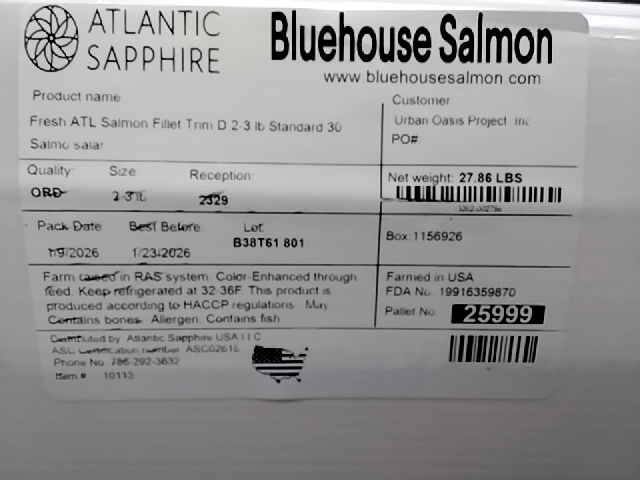 ATLANTIC
SAPPHIRE
Bluehouse Salmon
www.bluehousesalmon.com
Product name
Fresh ATL Salmon Fillet Trim D 2-3 lb Standard 30
Salmo salar
Customer
Urban Oasis Project Inc
PO#
Quality:
Size
Reception:
ORD
2-3 lb
2329
Net weight: 27.86 LBS
Pack Date
Best Before
Lot:
1/9/2026
1/23/2026
B38T61 801
Box: 1156926
Farm raised in RAS system. Color-Enhanced through
feed. Keep refrigerated at 32-36F. This product is
produced according to HACCP regulations. May
Contains bones. Allergen. Contains fish
Farmed in USA
FDA No. 19916359870
Pallet No. 25999
Distributed by Atlantic Sapphire USA LLC
ASC Certification number ASC02616
Phone No. 786-292-3632
Item # 10113